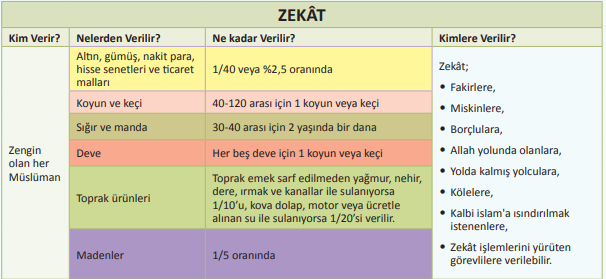 ZEKÂT
Kim Verir?
Nelerden Verilir?
Ne kadar Verilir?
Kimlere Verilir?
Zengin
olan her
Müslüman
Altın, gümüş, nakit para,
hisse senetleri ve ticaret
malları
1/40 veya %2,5 oranında
Koyun ve keçi
40-120 arası için 1 koyun veya keçi
Sığır ve manda
30-40 arası için 2 yaşında bir dana
Deve
Her beş deve için 1 koyun veya keçi
Toprak ürünleri
Toprak emek sarf edilmeden yağmur, nehir,
dere, ırmak ve kanallar ile sulanıyorsa
1/10’u, kova dolap, motor veya ücretle
alınan su ile sulanıyorsa 1/20’si verilir.
Madenler
1/5 oranında
Zekât;
• Fakirlere,
• Miskinlere,
• Borçlulara,
• Allah yolunda olanlara,
• Yolda kalmış yolculara,
• Kölelere,
• Kalbi islam'a ısındırılmak
istenenlere,
• Zekât işlemlerini yürüten
görevlilere verilebilir.